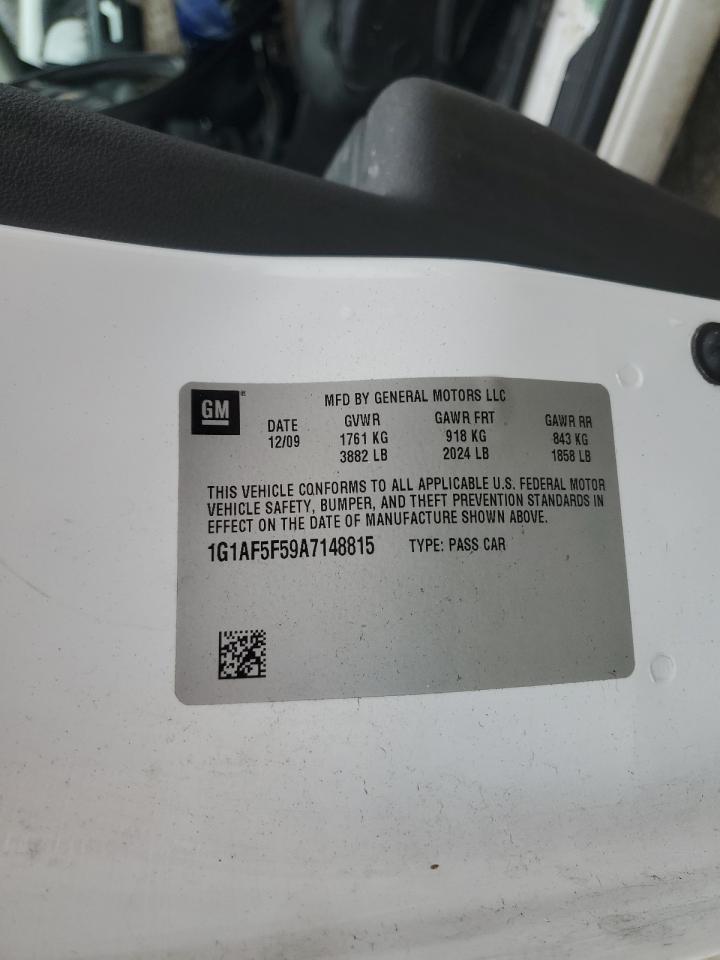 GM
MFD BY GENERAL MOTORS LLC
DATE GVWR GAWR FRT GAWR RR
12/09 1761 KG 918 KG 843 KG
3882 LB 2024 LB 1858 LB
THIS VEHICLE CONFORMS TO ALL APPLICABLE U.S. FEDERAL MOTOR
VEHICLE SAFETY, BUMPER, AND THEFT PREVENTION STANDARDS IN
EFFECT ON THE DATE OF MANUFACTURE SHOWN ABOVE.
1G1AF5F59A7148815 TYPE: PASS CAR